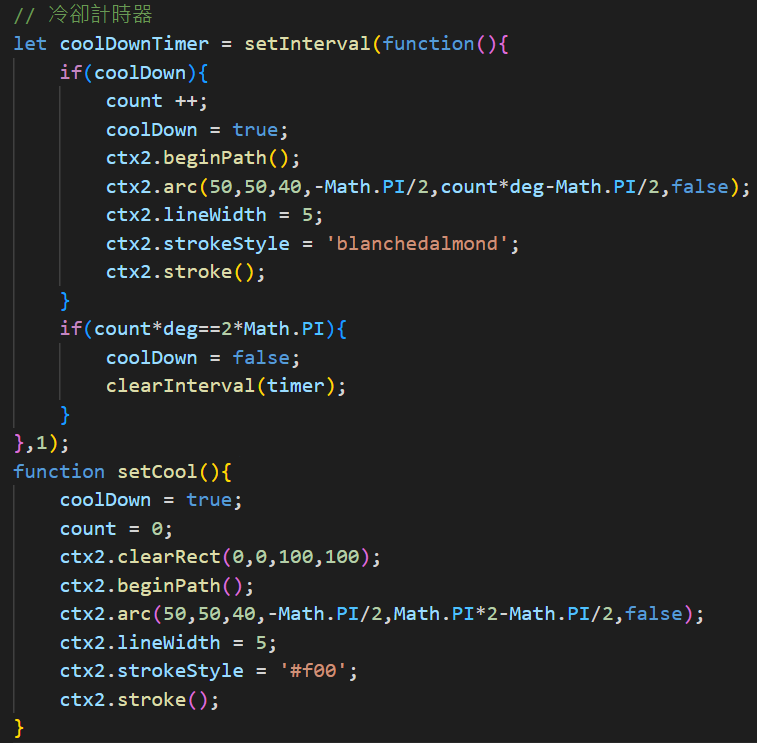 // 冷卻計時器
let coolDownTimer = setInterval(function(){
    if(coolDown){
        count ++;
        coolDown = true;
        ctx2.beginPath();
        ctx2.arc(50,50,40,-Math.PI/2,count*deg-Math.PI/2,false);
        ctx2.lineWidth = 5;
        ctx2.strokeStyle = 'blanchedalmond';
        ctx2.stroke();
    }
    if(count*deg==2*Math.PI){
        coolDown = false;
        clearInterval(timer);
    }
},1);
function setCool(){
    coolDown = true;
    count = 0;
    ctx2.clearRect(0,0,100,100);
    ctx2.beginPath();
    ctx2.arc(50,50,40,-Math.PI/2,Math.PI*2-Math.PI/2,false);
    ctx2.lineWidth = 5;
    ctx2.strokeStyle = '#f00';
    ctx2.stroke();
}